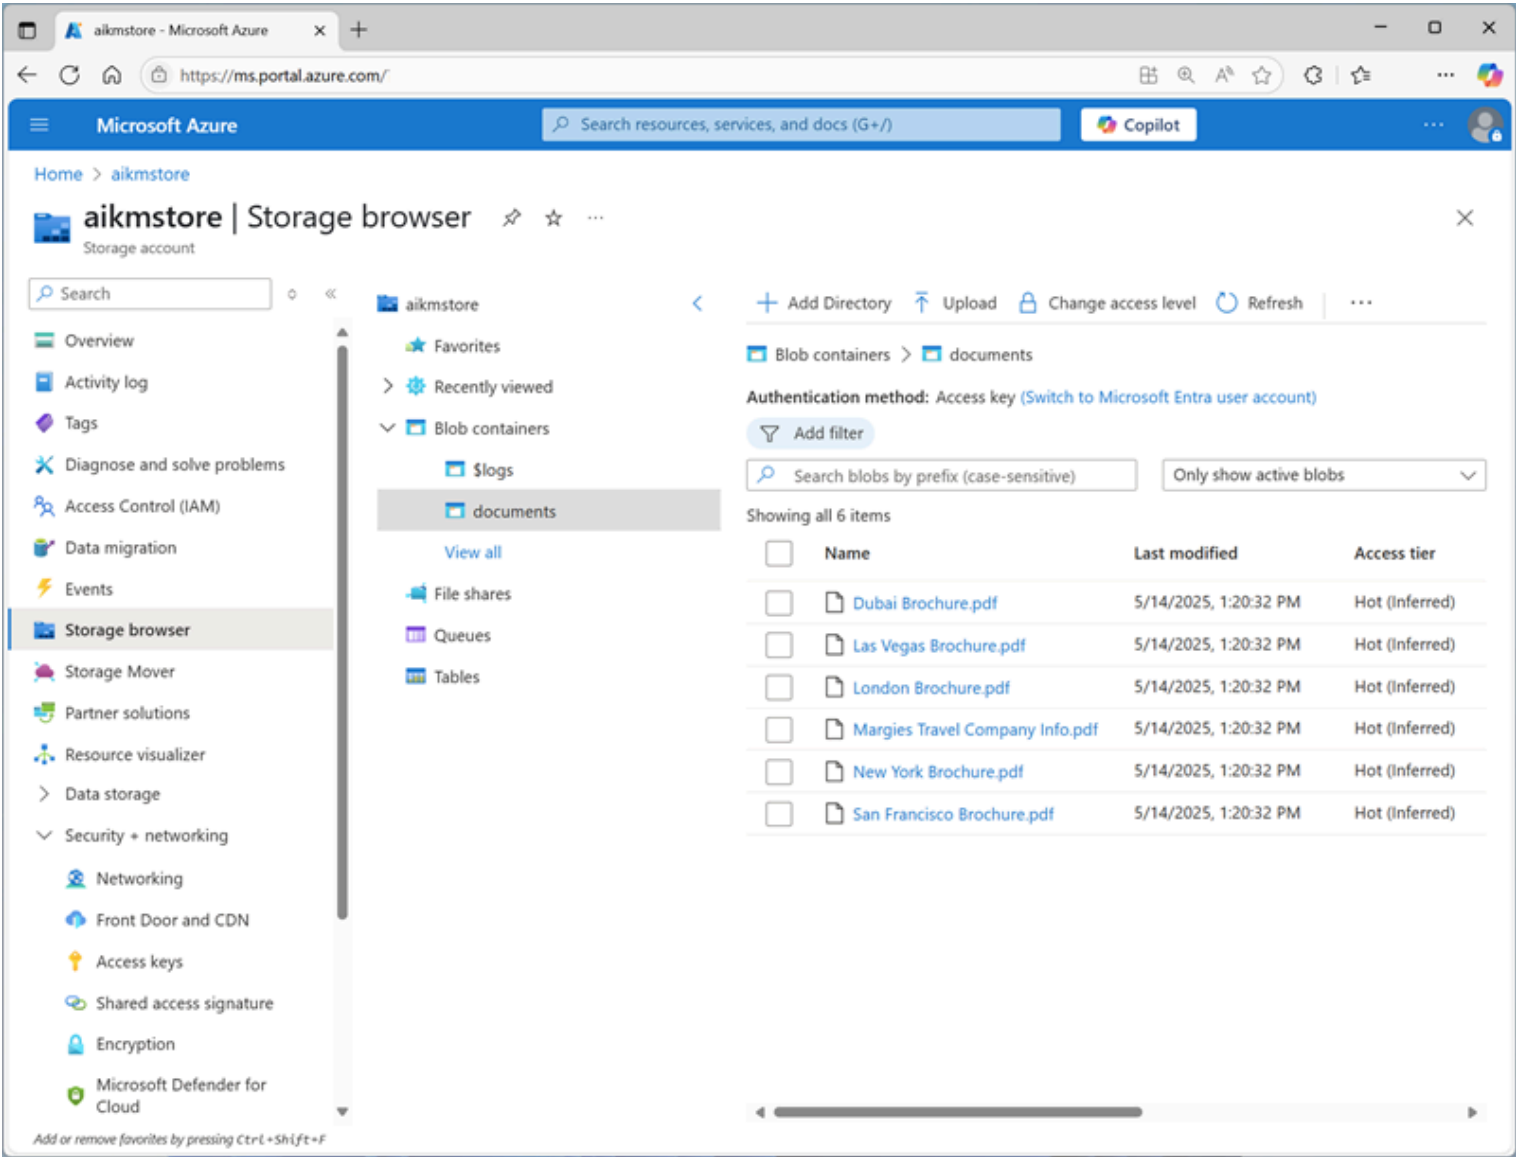 aikmstore - Microsoft Azure
https://ms.portal.azure.com/
Microsoft Azure
Search resources, services, and docs (G+/)
Copilot
Home > aikmstore
aikmstore | Storage browser
Storage account
Search
Overview
Activity log
Tags
Diagnose and solve problems
Access Control (IAM)
Data migration
Events
Storage browser
Storage Mover
Partner solutions
Resource visualizer
Data storage
Security + networking
Networking
Front Door and CDN
Access keys
Shared access signature
Encryption
Microsoft Defender for
Cloud
Add or remove favorites by pressing Ctrl+Shift+F
aikmstore
Favorites
Recently viewed
Blob containers
$logs
documents
View all
File shares
Queues
Tables
Add Directory Upload Change access level Refresh
Blob containers > documents
Authentication method: Access key (Switch to Microsoft Entra user account)
Add filter
Search blobs by prefix (case-sensitive) Only show active blobs
Showing all 6 items
Name Last modified Access tier
Dubai Brochure.pdf 5/14/2025, 1:20:32 PM Hot (Inferred)
Las Vegas Brochure.pdf 5/14/2025, 1:20:32 PM Hot (Inferred)
London Brochure.pdf 5/14/2025, 1:20:32 PM Hot (Inferred)
Margies Travel Company Info.pdf 5/14/2025, 1:20:32 PM Hot (Inferred)
New York Brochure.pdf 5/14/2025, 1:20:32 PM Hot (Inferred)
San Francisco Brochure.pdf 5/14/2025, 1:20:32 PM Hot (Inferred)